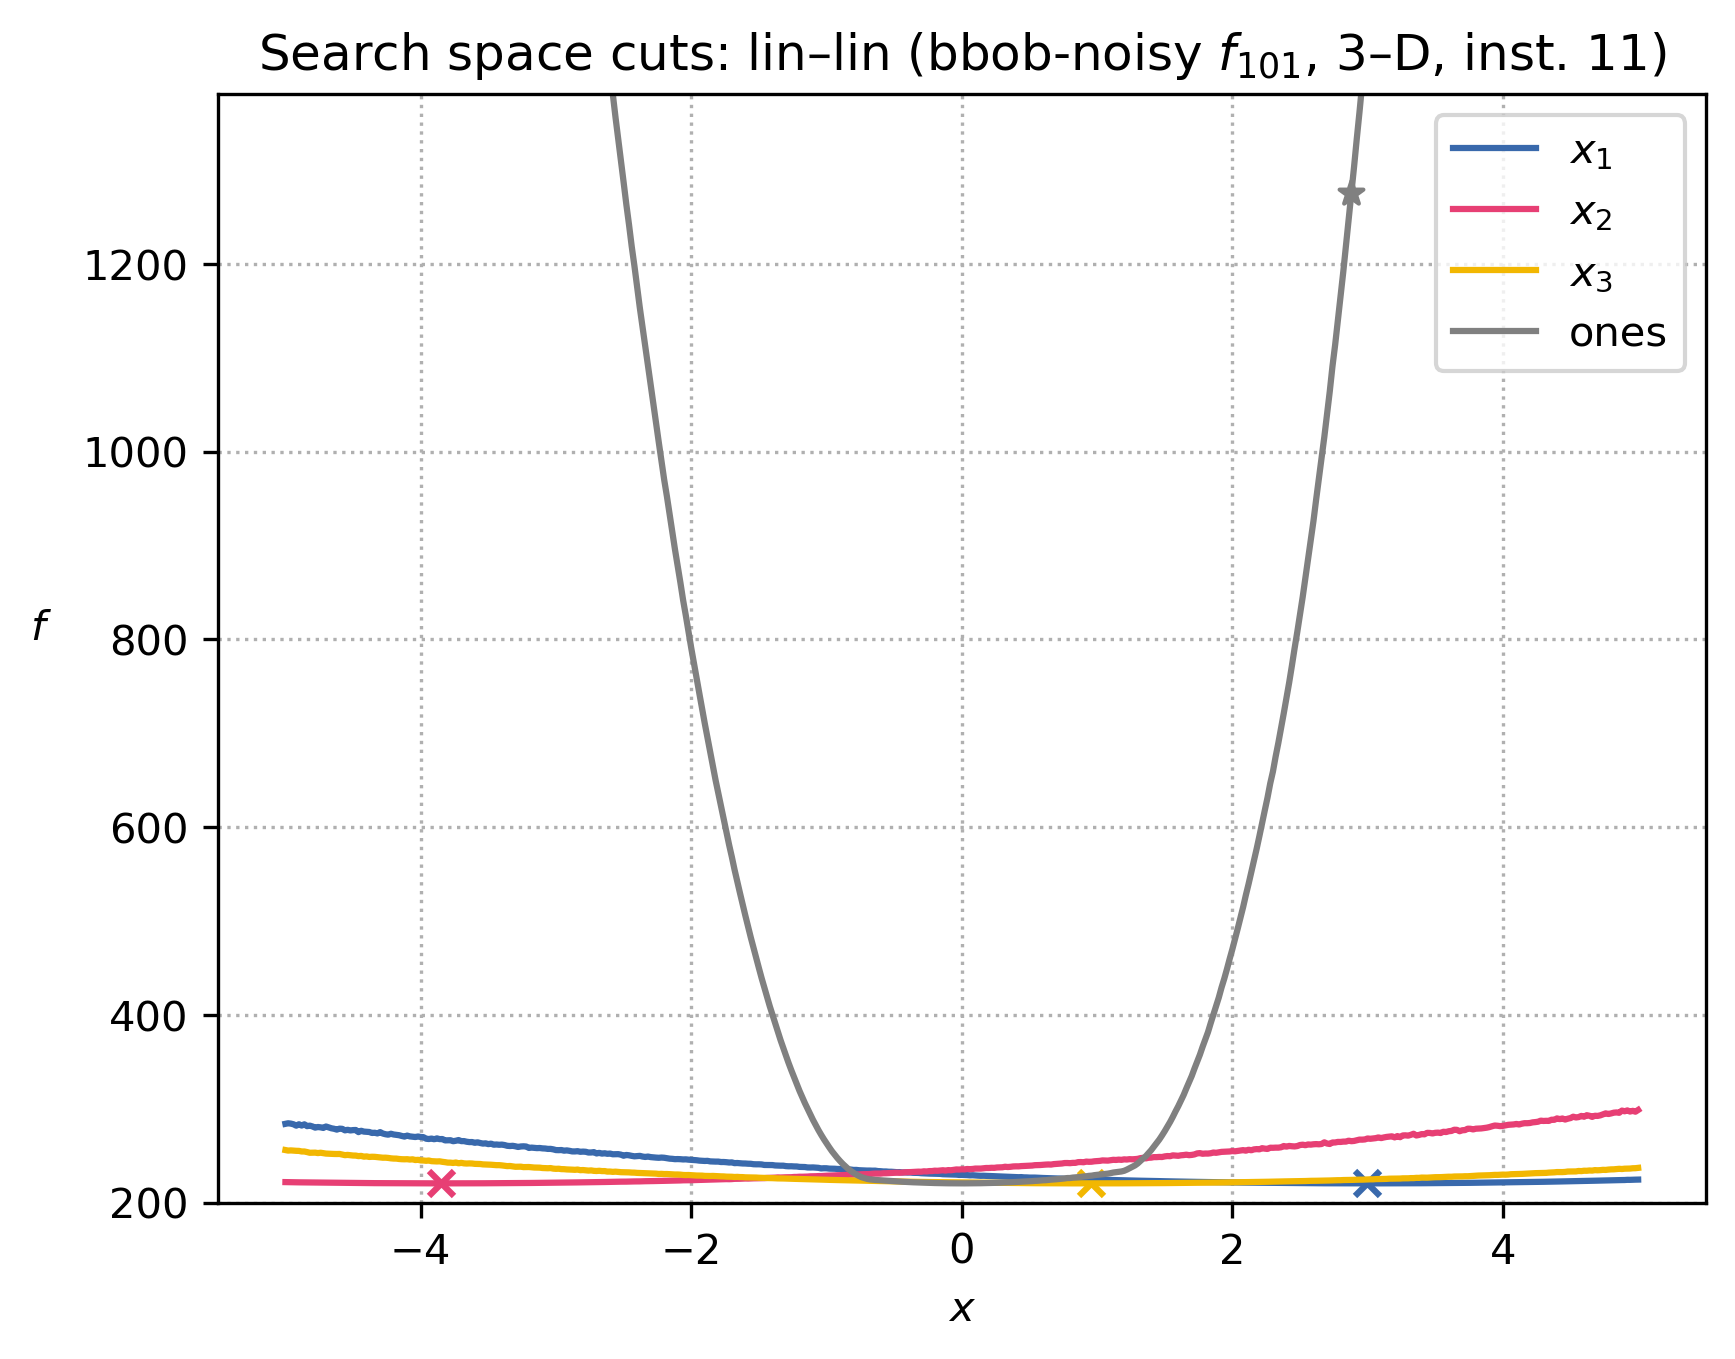 Search space cuts: lin–lin (bbob-noisy f₁₀₁, 3–D, inst. 11)
x₁
x₂
x₃
ones
1200
1000
800
600
400
200
f
−4 −2 0 2 4
x